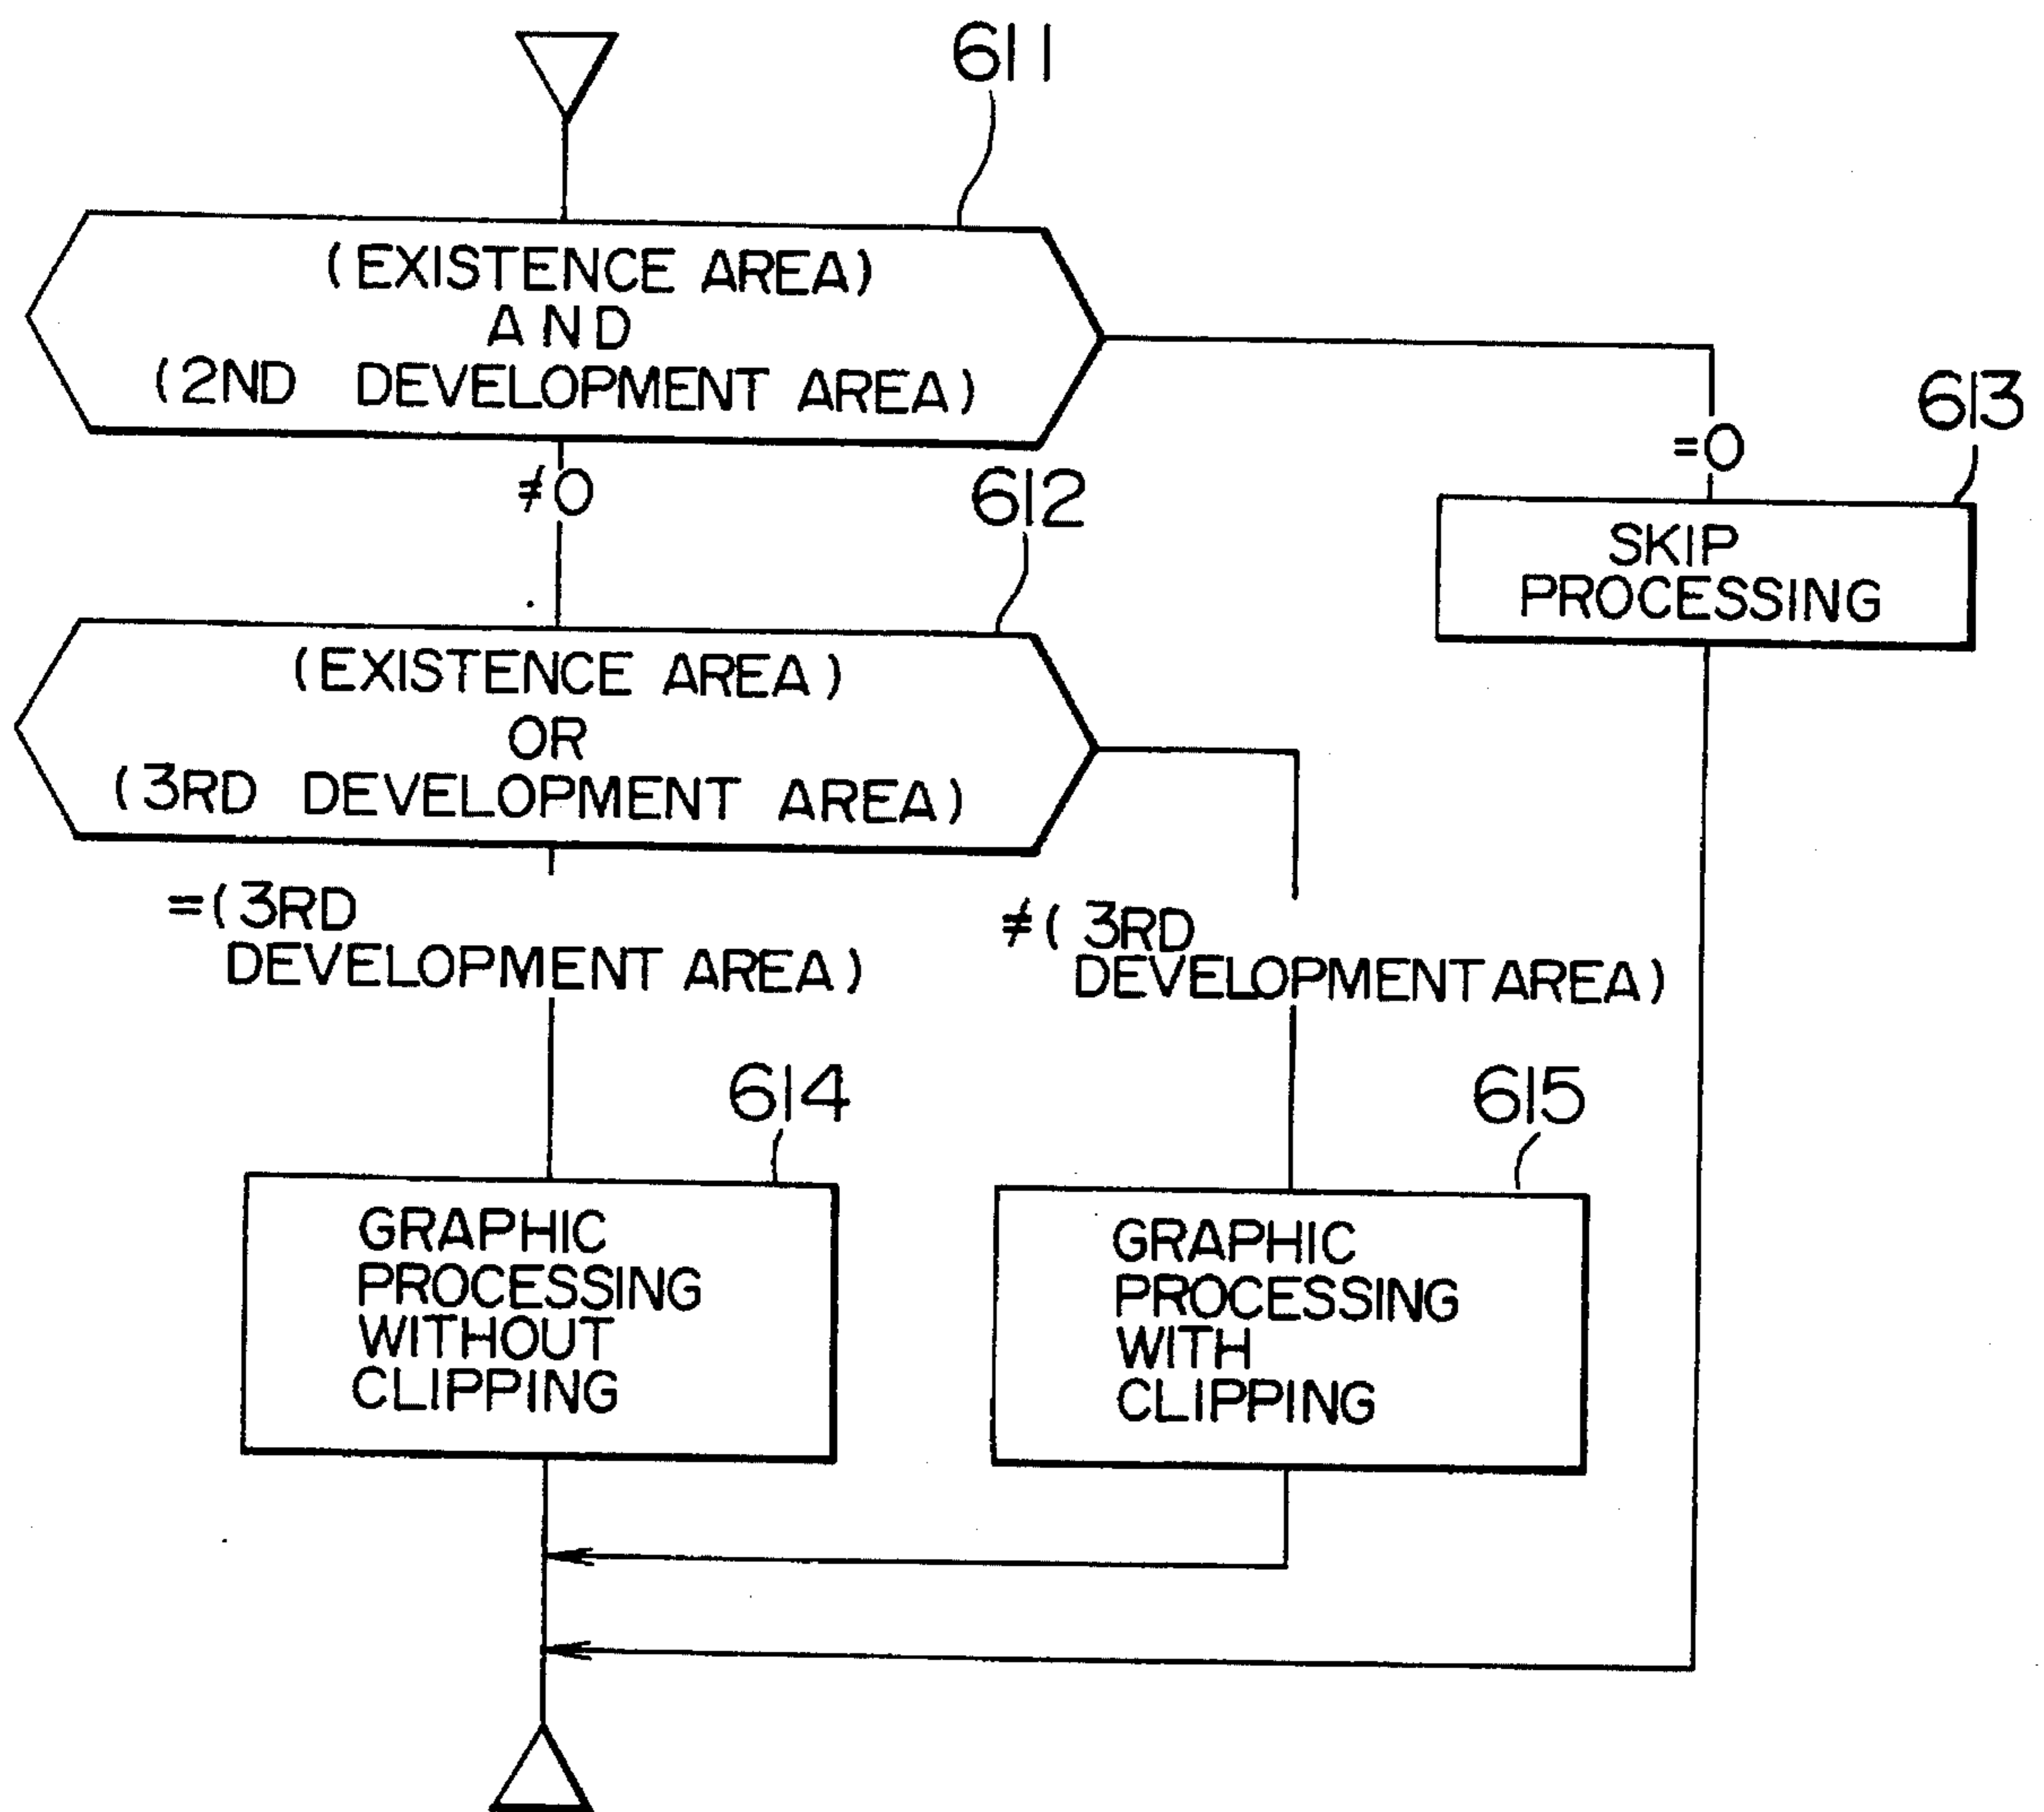 611
(EXISTENCE AREA)
AND
(2ND DEVELOPMENT AREA)
=0
613
≠0
612
SKIP
PROCESSING
(EXISTENCE AREA)
OR
(3RD DEVELOPMENT AREA)
=(3RD
DEVELOPMENT AREA)
≠(3RD
DEVELOPMENT AREA)
614
615
GRAPHIC
PROCESSING
WITHOUT
CLIPPING
GRAPHIC
PROCESSING
WITH
CLIPPING